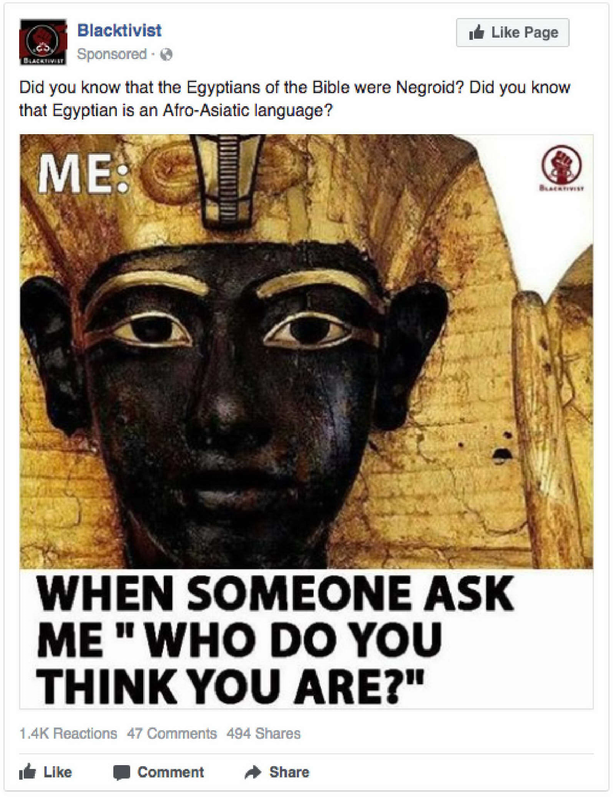 Blacktivist
Like Page
BLACKTIVIST
Sponsored ·
Did you know that the Egyptians of the Bible were Negroid? Did you know
that Egyptian is an Afro-Asiatic language?
ME:
BLACKTIVIST
WHEN SOMEONE ASK
ME " WHO DO YOU
THINK YOU ARE?"
1.4K Reactions 47 Comments 494 Shares
Like Comment Share